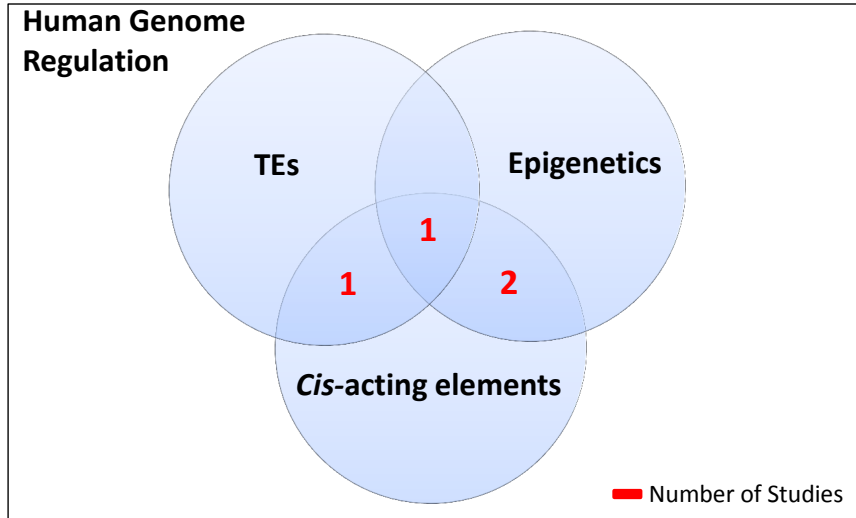 Human Genome
Regulation
TEs
Epigenetics
1
1
2
Cis-acting elements
Number of Studies